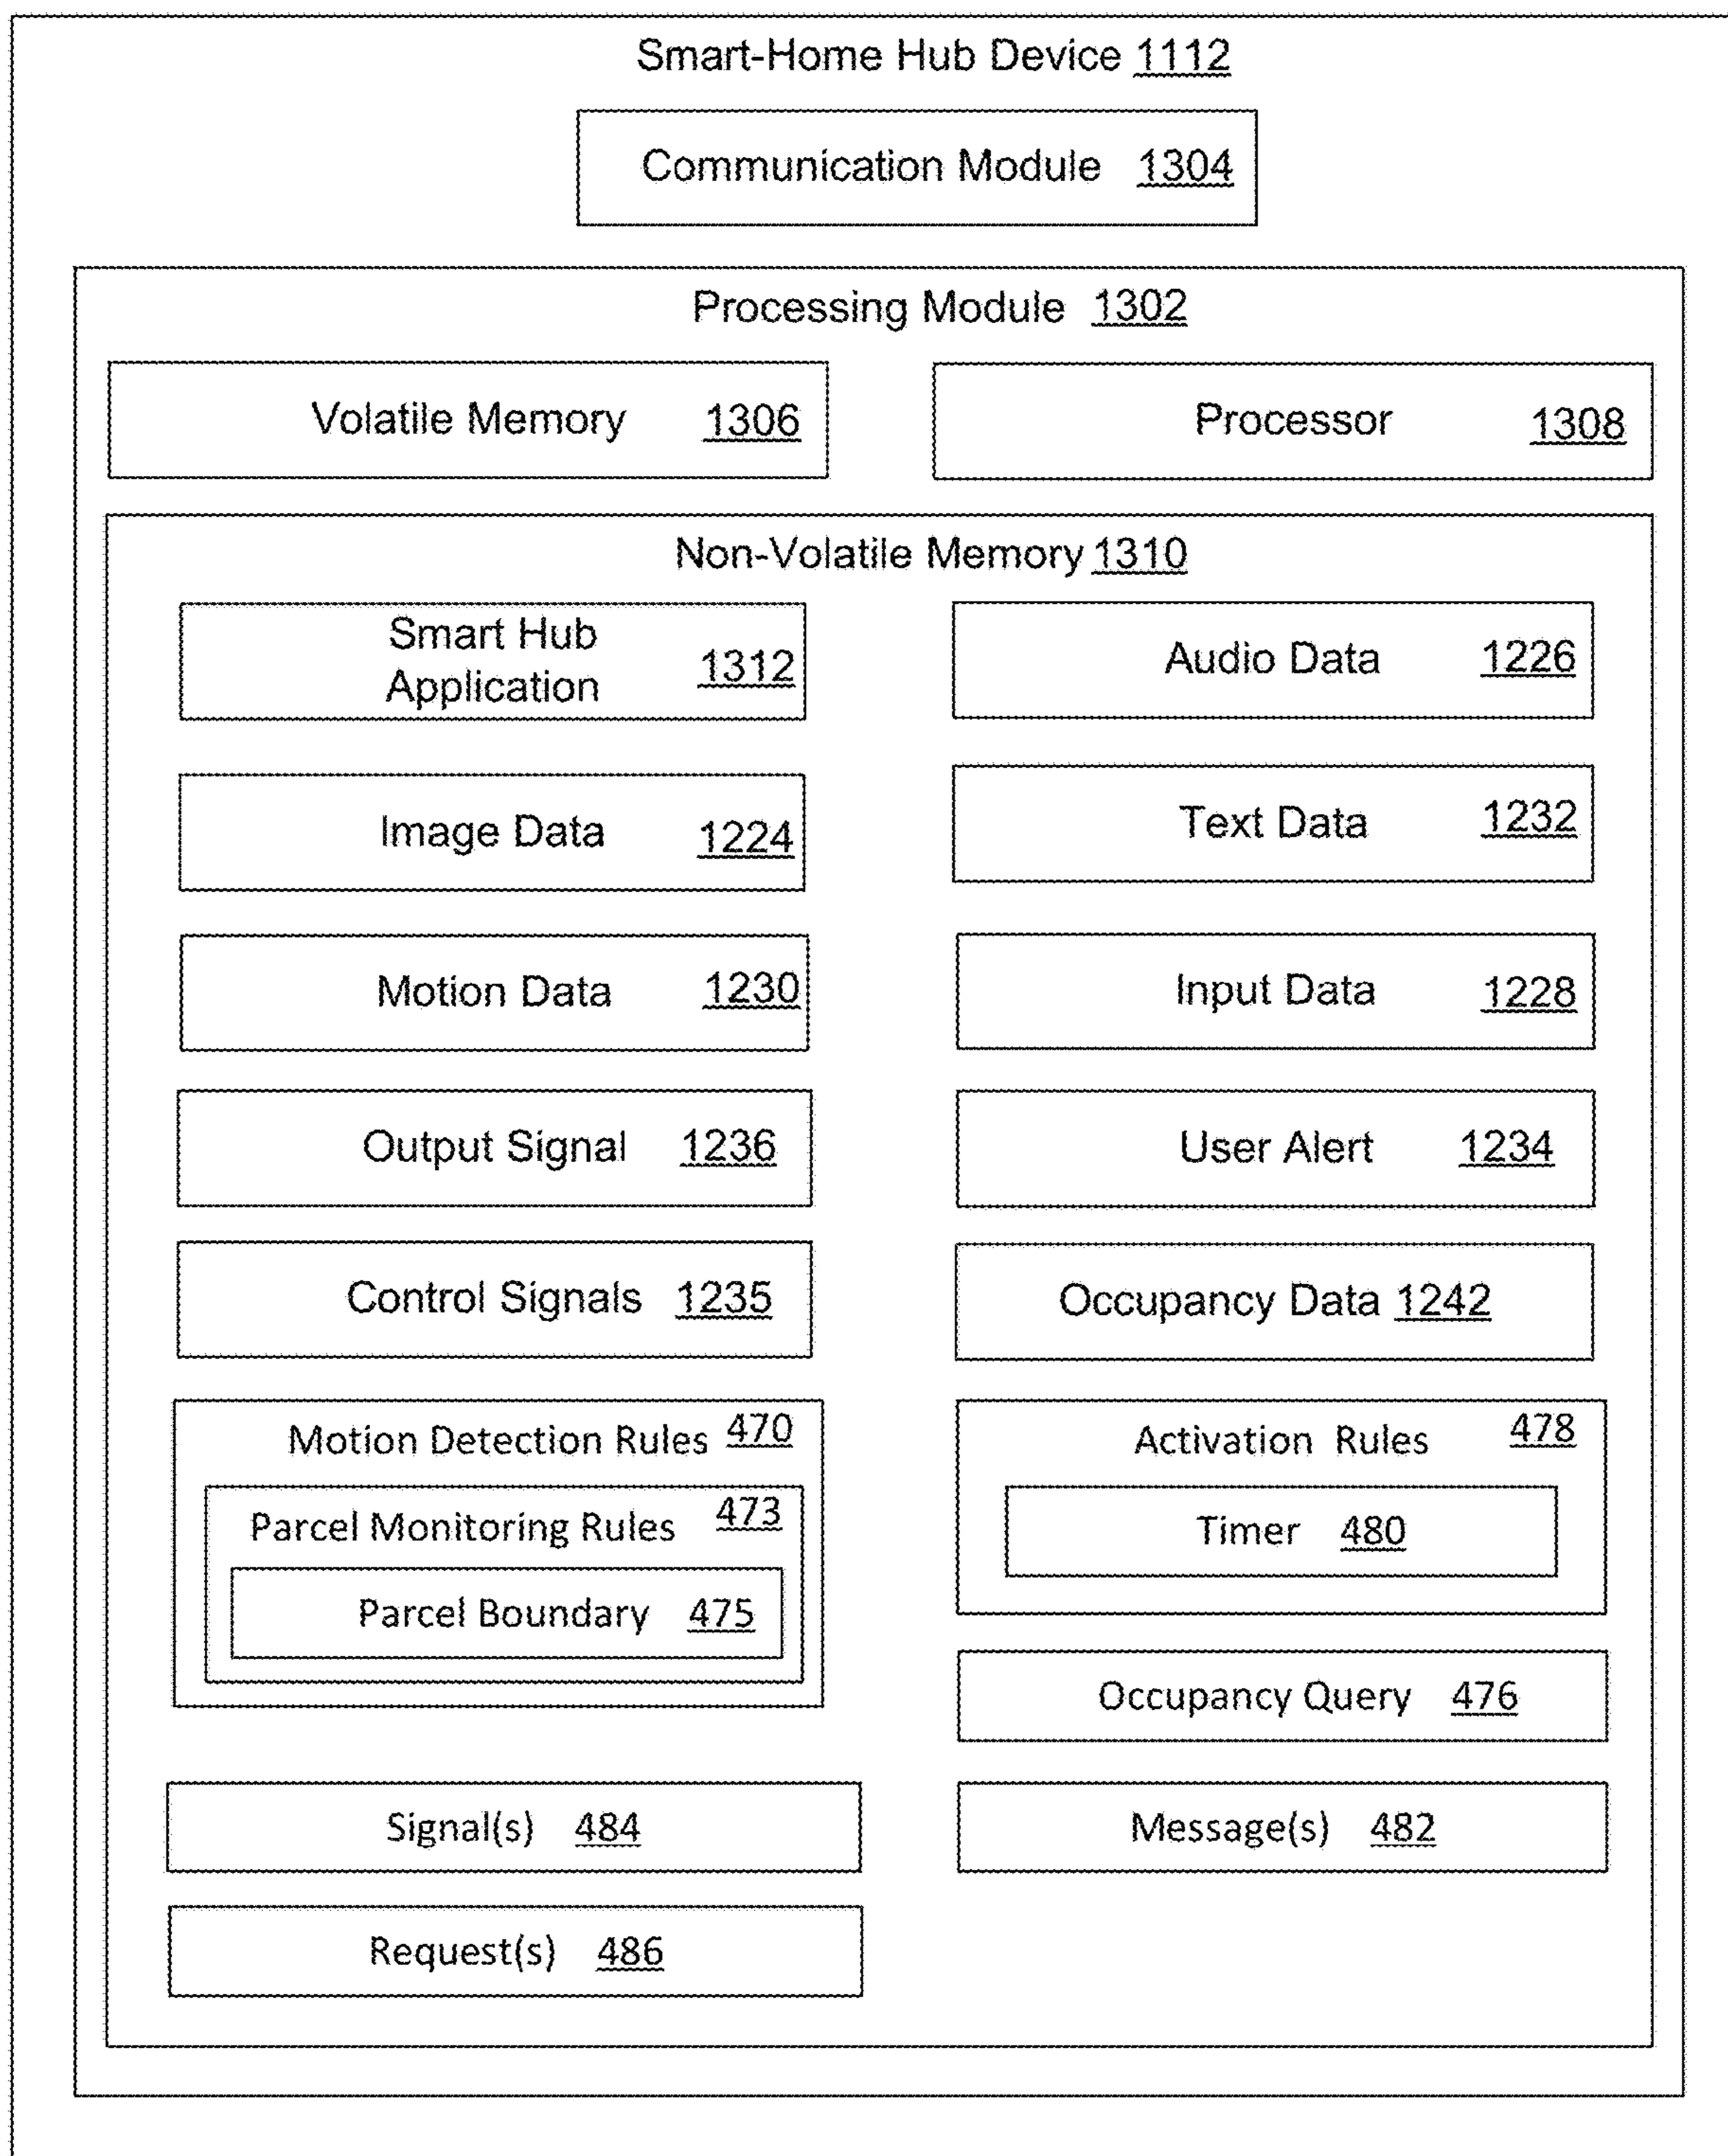 Smart-Home Hub Device 1112
Communication Module 1304
Processing Module 1302
Volatile Memory 1306
Processor 1308
Non-Volatile Memory 1310
Smart Hub
Application 1312
Audio Data 1226
Image Data 1224
Text Data 1232
Motion Data 1230
Input Data 1228
Output Signal 1236
User Alert 1234
Control Signals 1235
Occupancy Data 1242
Motion Detection Rules 470
Parcel Monitoring Rules 473
Parcel Boundary 475
Activation Rules 478
Timer 480
Occupancy Query 476
Signal(s) 484
Message(s) 482
Request(s) 486